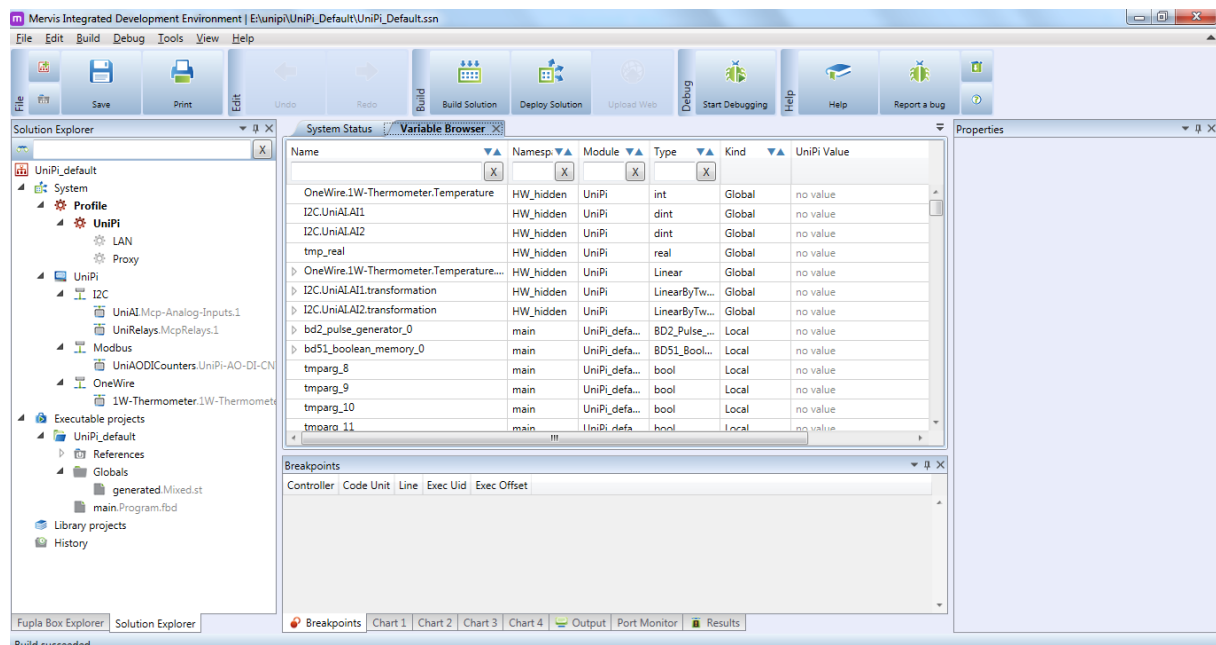 Mervis Integrated Development Environment | E:\unipi\UniPi_Default\UniPi_Default.ssn
File Edit Build Debug Tools View Help
File
Save
Print
Edit
Undo
Redo
Build
Build Solution
Deploy Solution
Upload Web
Debug
Start Debugging
Help
Help
Report a bug
Solution Explorer
X
UniPi_default
System
Profile
UniPi
LAN
Proxy
UniPi
I2C
UniAI.Mcp-Analog-Inputs.1
UniRelays.McpRelays.1
Modbus
UniAODICounters.UniPi-AO-DI-CN
OneWire
1W-Thermometer.1W-Thermomete
Executable projects
UniPi_default
References
Globals
generated.Mixed.st
main.Program.fbd
Library projects
History
Fupla Box Explorer Solution Explorer
System Status Variable Browser
Name Namesp. Module Type Kind UniPi Value
X X X X
OneWire.1W-Thermometer.Temperature HW_hidden UniPi int Global no value
I2C.UniAI.AI1 HW_hidden UniPi dint Global no value
I2C.UniAI.AI2 HW_hidden UniPi dint Global no value
tmp_real HW_hidden UniPi real Global no value
OneWire.1W-Thermometer.Temperature.... HW_hidden UniPi Linear Global no value
I2C.UniAI.AI1.transformation HW_hidden UniPi LinearByTw... Global no value
I2C.UniAI.AI2.transformation HW_hidden UniPi LinearByTw... Global no value
bd2_pulse_generator_0 main UniPi_defa... BD2_Pulse_... Local no value
bd51_boolean_memory_0 main UniPi_defa... BD51_Bool... Local no value
tmparg_8 main UniPi_defa... bool Local no value
tmparg_9 main UniPi_defa... bool Local no value
tmparg_10 main UniPi_defa... bool Local no value
tmparg_11 main UniPi_defa... bool Local no value
Breakpoints
Controller Code Unit Line Exec Uid Exec Offset
Breakpoints Chart 1 Chart 2 Chart 3 Chart 4 Output Port Monitor Results
Properties
Build succeeded